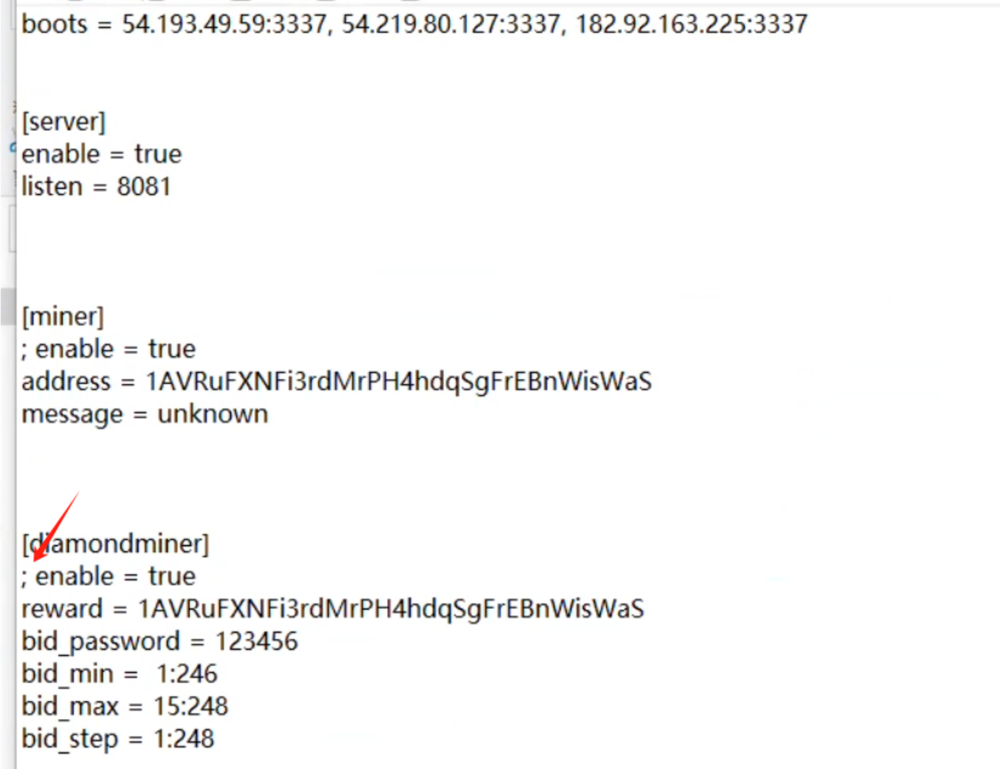 boots = 54.193.49.59:3337, 54.219.80.127:3337, 182.92.163.225:3337
[server]
enable = true
listen = 8081
[miner]
; enable = true
address = 1AVRuFXNFi3rdMrPH4hdqSgFrEBnWisWaS
message = unknown
[diamondminer]
; enable = true
reward = 1AVRuFXNFi3rdMrPH4hdqSgFrEBnWisWaS
bid_password = 123456
bid_min =  1:246
bid_max = 15:248
bid_step = 1:248